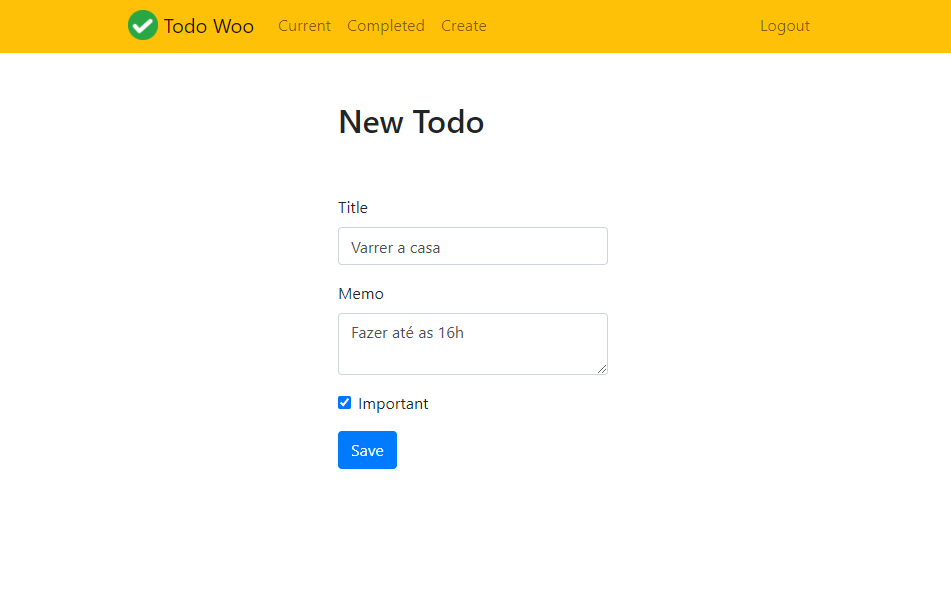 Todo Woo Current Completed Create Logout
New Todo
Title
Varrer a casa
Memo
Fazer até as 16h
Important
Save